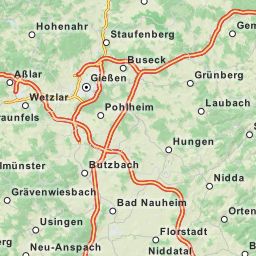 Hohenahr
Staufenberg
Gem
Buseck
Aßlar
Gießen
Grünberg
Wetzlar
Laubach
Pohlheim
raunfels
Hungen
lmünster
Butzbach
Nidda
Grävenwiesbach
Bad Nauheim
Orten
Usingen
Florstadt
Neu-Anspach
Niddatal